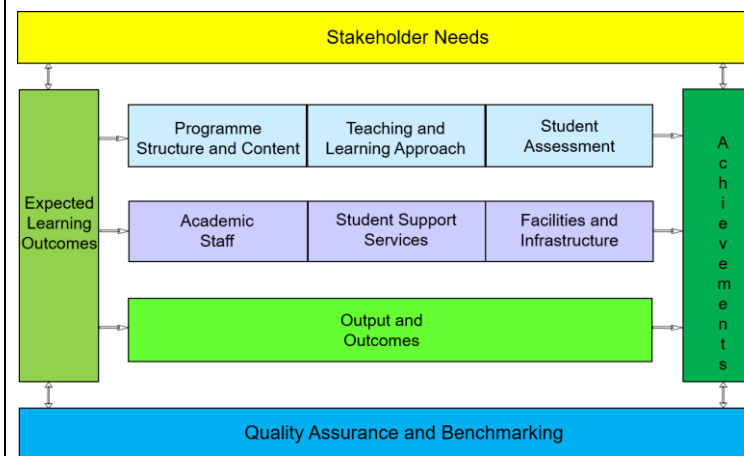 Stakeholder Needs
Expected
Learning
Outcomes
Programme
Structure and Content
Teaching and
Learning Approach
Student
Assessment
Academic
Staff
Student Support
Services
Facilities and
Infrastructure
Output and
Outcomes
Achievements
Quality Assurance and Benchmarking